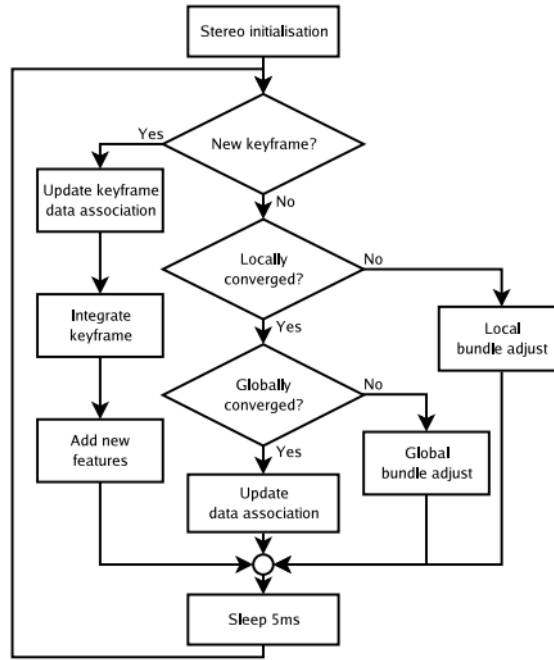 Stereo initialisation
Yes
New keyframe?
Update keyframe
data association
No
Locally
converged?
No
Integrate
keyframe
Local
bundle adjust
Yes
Globally
converged?
No
Add new
features
Global
bundle adjust
Yes
Update
data association
Sleep 5ms